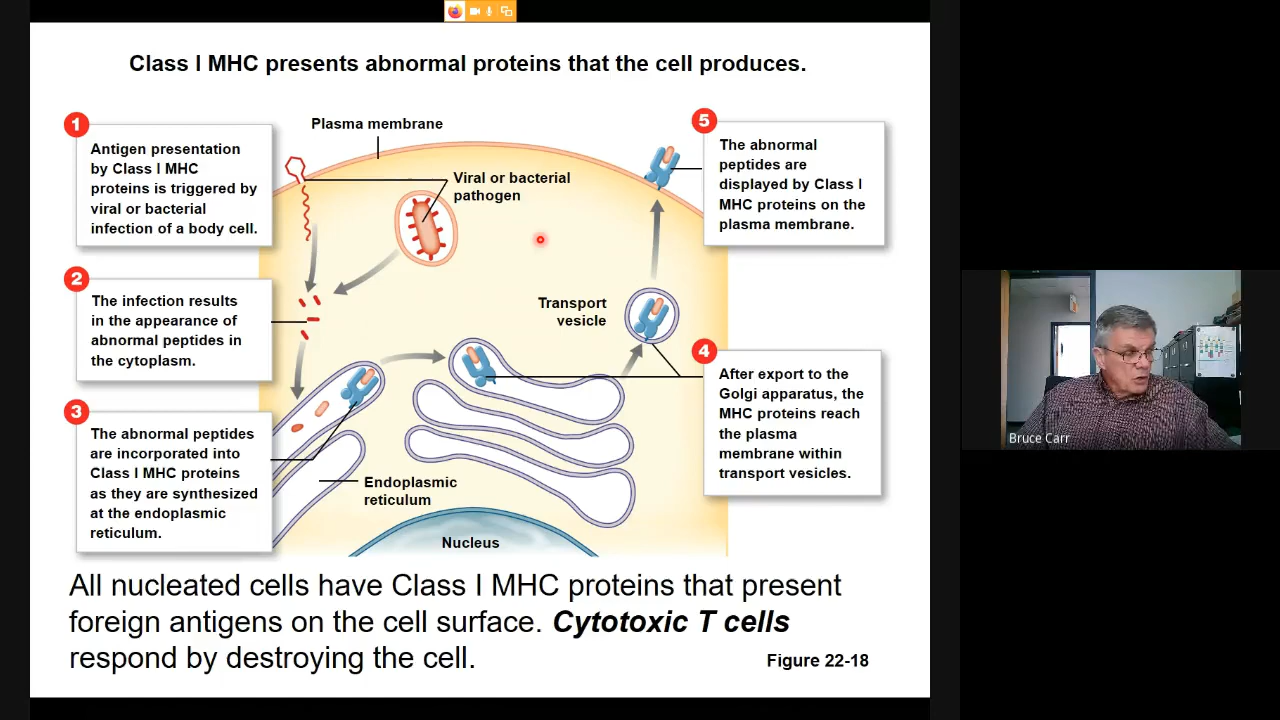 Class I MHC presents abnormal proteins that the cell produces.
1
Antigen presentation
by Class I MHC
proteins is triggered by
viral or bacterial
infection of a body cell.
Plasma membrane
Viral or bacterial
pathogen
5
The abnormal
peptides are
displayed by Class I
MHC proteins on the
plasma membrane.
2
The infection results
in the appearance of
abnormal peptides in
the cytoplasm.
Transport
vesicle
4
After export to the
Golgi apparatus, the
MHC proteins reach
the plasma
membrane within
transport vesicles.
3
The abnormal peptides
are incorporated into
Class I MHC proteins
as they are synthesized
at the endoplasmic
reticulum.
Endoplasmic
reticulum
Nucleus
All nucleated cells have Class I MHC proteins that present
foreign antigens on the cell surface. Cytotoxic T cells
respond by destroying the cell.
Figure 22-18
Bruce Carr